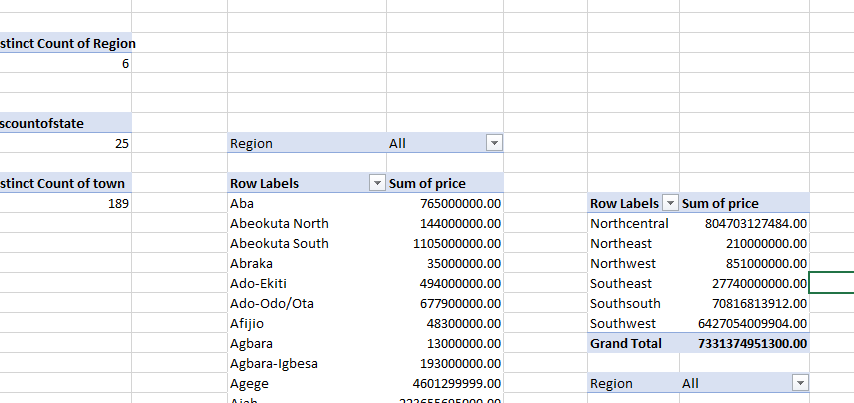 stinct Count of Region
6
scountofstate
25
Region All
stinct Count of town
189
Row Labels Sum of price
Aba 765000000.00
Abeokuta North 144000000.00
Abeokuta South 1105000000.00
Abraka 35000000.00
Ado-Ekiti 494000000.00
Ado-Odo/Ota 677900000.00
Afijio 48300000.00
Agbara 13000000.00
Agbara-Igbesa 193000000.00
Agege 4601299999.00
Row Labels Sum of price
Northcentral 804703127484.00
Northeast 210000000.00
Northwest 851000000.00
Southeast 27740000000.00
Southsouth 70816813912.00
Southwest 6427054009904.00
Grand Total 7331374951300.00
Region All